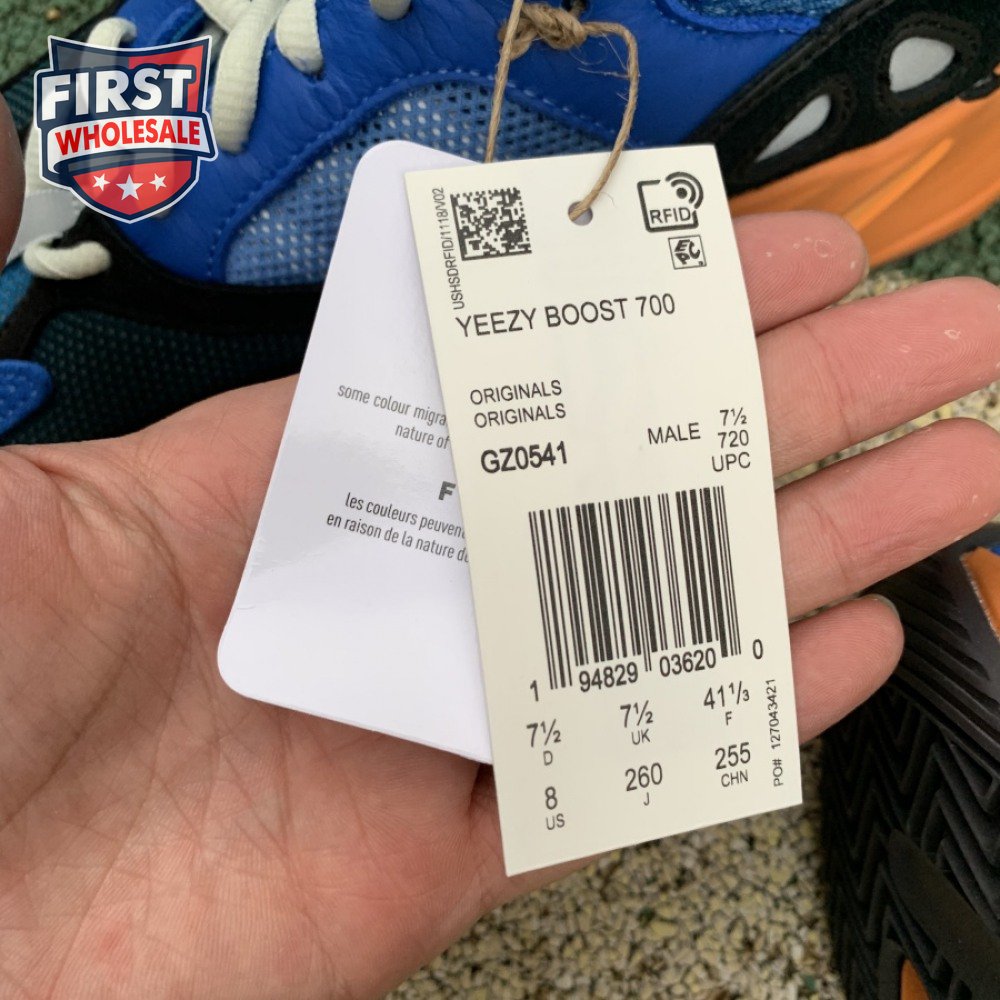 FIRST
WHOLESALE
USHSDRFID/1118/V02
RFID
EPC
YEEZY BOOST 700
ORIGINALS
ORIGINALS
GZ0541
MALE 7½
720
UPC
1 94829 03620 0
7½ 7½ 41⅓
D UK F
8 260 255
US J CHN
PO# 127043421
some colour migra
nature of
F
les couleurs peuven
en raison de la nature d